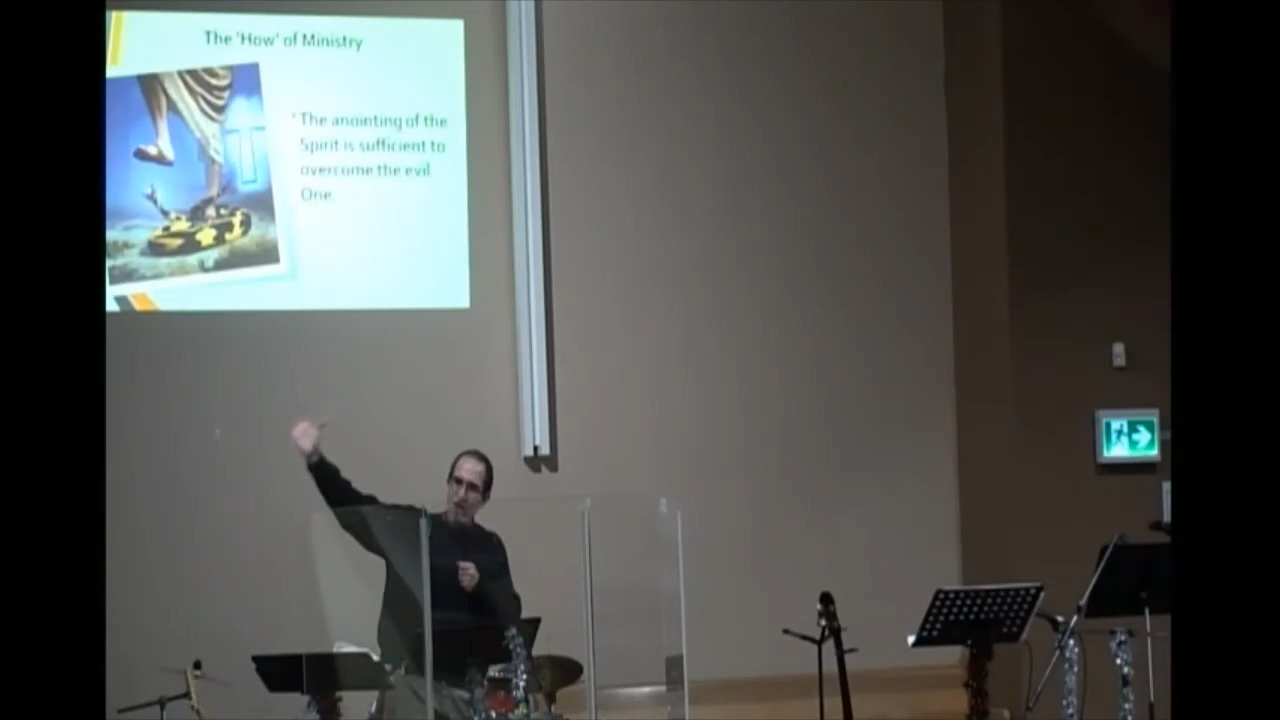 The 'How' of Ministry
• The anointing of the
Spirit is sufficient to
overcome the evil
One